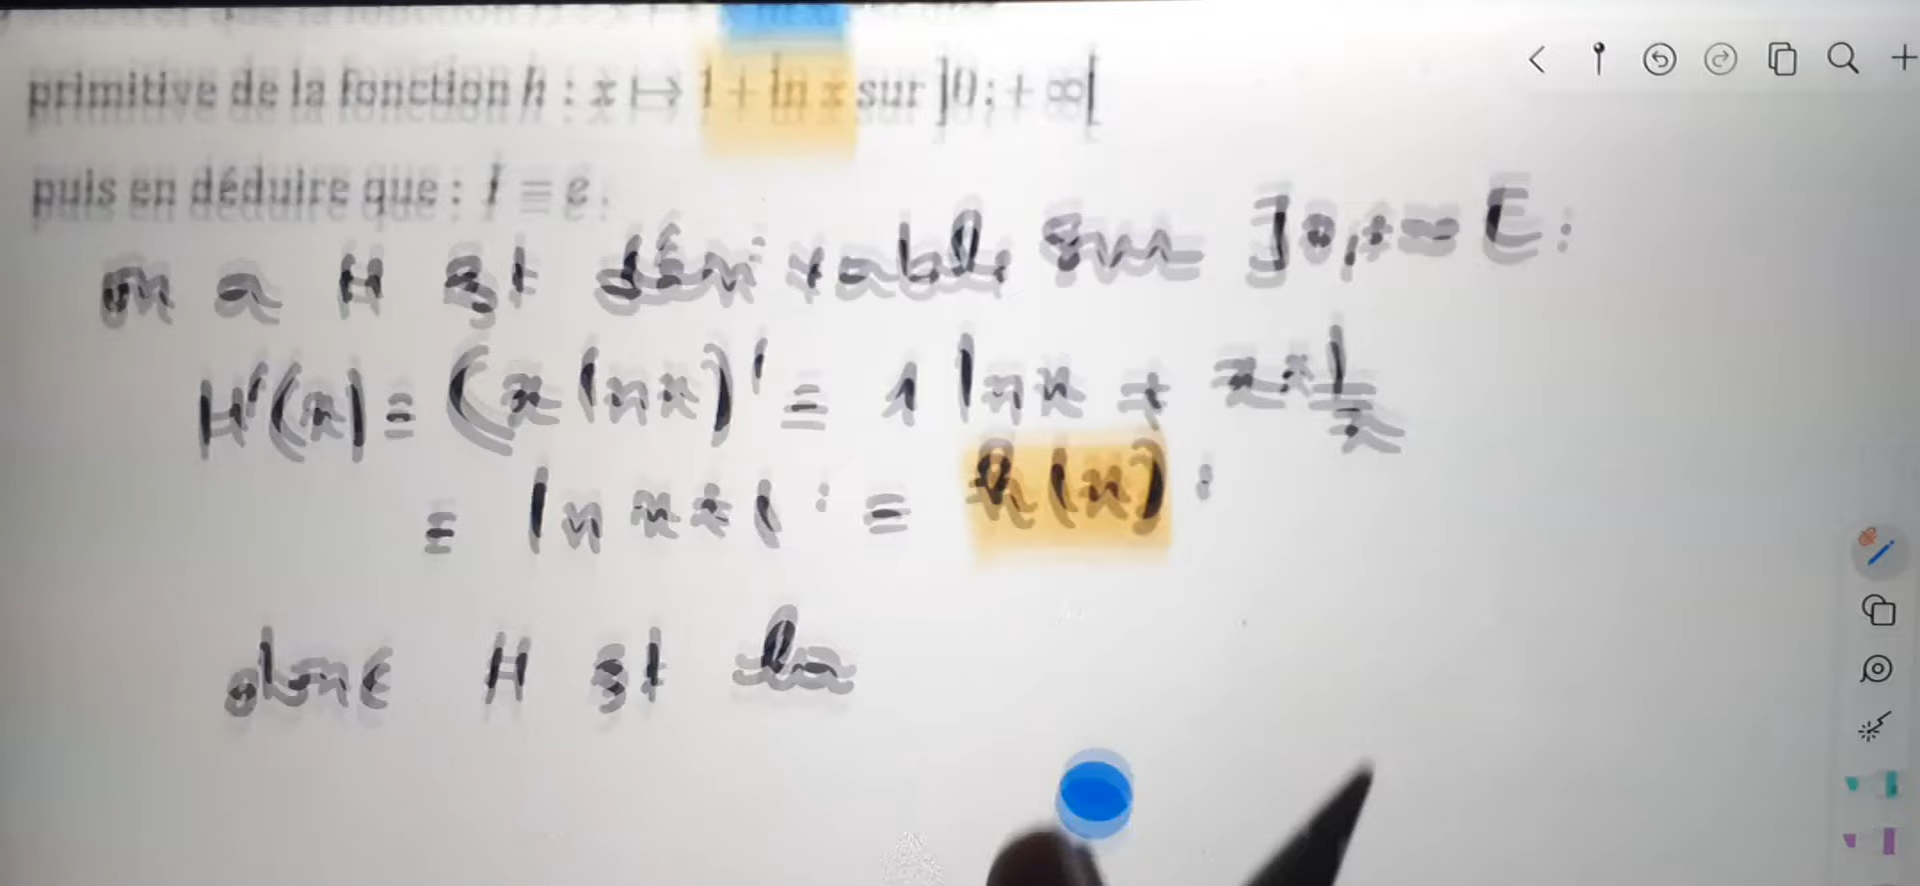 primitive de la fonction h : x ↦ 1 + ln x sur ]0 ; + ∞[
puis en déduire que : I = e .
on a H est dérivable sur ]0,+∞[ :
H'(x) = (x ln x)' = 1 ln x + x × 1/x
= ln x + 1 : = h(x) :
donc H est la